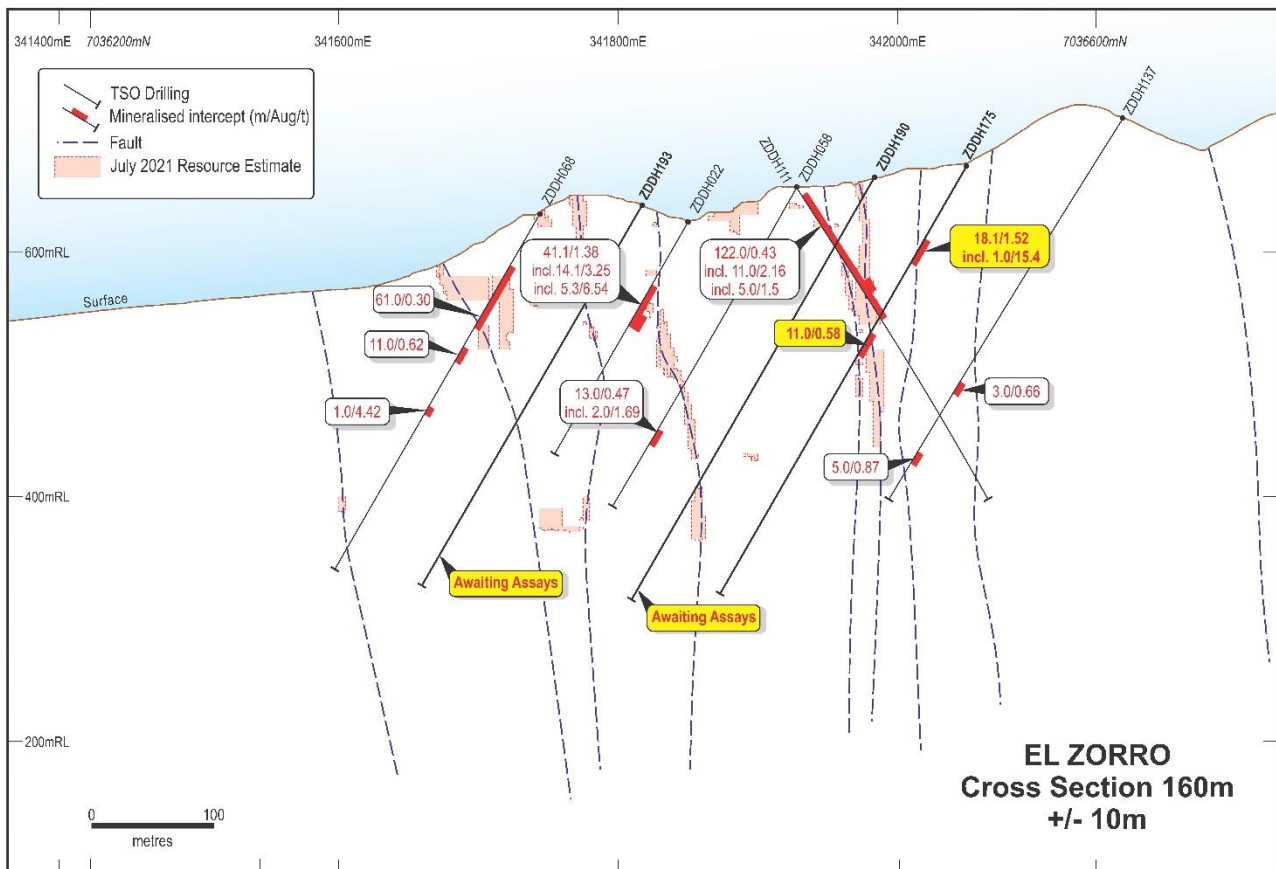 341400mE 7036200mN 341600mE 341800mE 342000mE 7036600mN
TSO Drilling
Mineralised intercept (m/Aug/t)
Fault
July 2021 Resource Estimate
ZDDH068
ZDDH193
ZDDH022
ZDDH111
ZDDH058
ZDDH190
ZDDH175
ZDDH137
600mRL
Surface
61.0/0.30
11.0/0.62
1.0/4.42
41.1/1.38
incl.14.1/3.25
incl. 5.3/6.54
13.0/0.47
incl. 2.0/1.69
122.0/0.43
incl. 11.0/2.16
incl. 5.0/1.5
11.0/0.58
18.1/1.52
incl. 1.0/15.4
3.0/0.66
5.0/0.87
400mRL
Awaiting Assays
Awaiting Assays
200mRL
0 100
metres
EL ZORRO
Cross Section 160m
+/- 10m